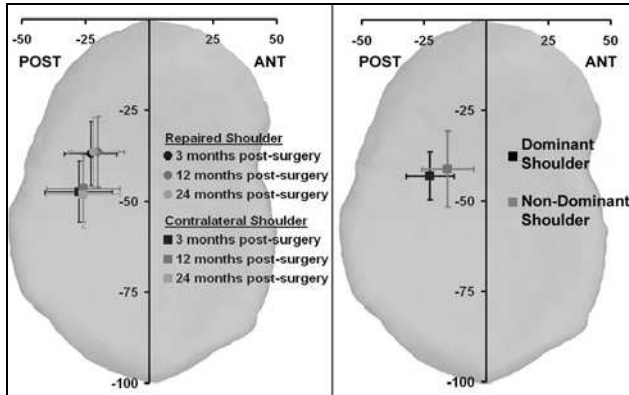 -50 -25 25 50
POST ANT
-25
Repaired Shoulder
3 months post-surgery
12 months post-surgery
24 months post-surgery
-50
Contralateral Shoulder
3 months post-surgery
12 months post-surgery
24 months post-surgery
-75
-100
-50 -25 0 25 50
POST ANT
-25
Dominant
Shoulder
-50
Non-Dominant
Shoulder
-75
-100